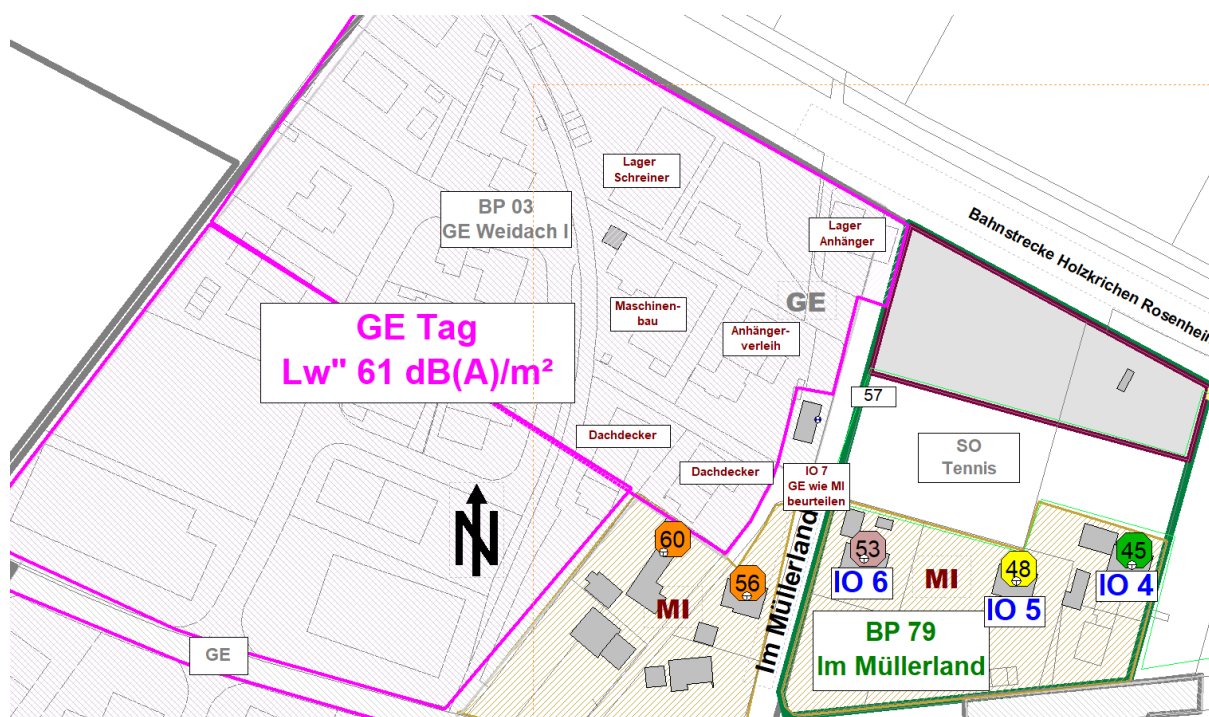 Lager
Schreiner
BP 03
GE Weidach I
Lager
Anhänger
Bahnstrecke Holzkrichen Rosenheim
GE
Maschinen-
bau
Anhänger-
verleih
GE Tag
Lw" 61 dB(A)/m²
57
Dachdecker
SO
Tennis
Dachdecker
IO 7
GE wie MI
beurteilen
N
60
53
45
48
56
IO 6
MI
IO 4
MI
IO 5
Im Müllerland
BP 79
Im Müllerland
GE